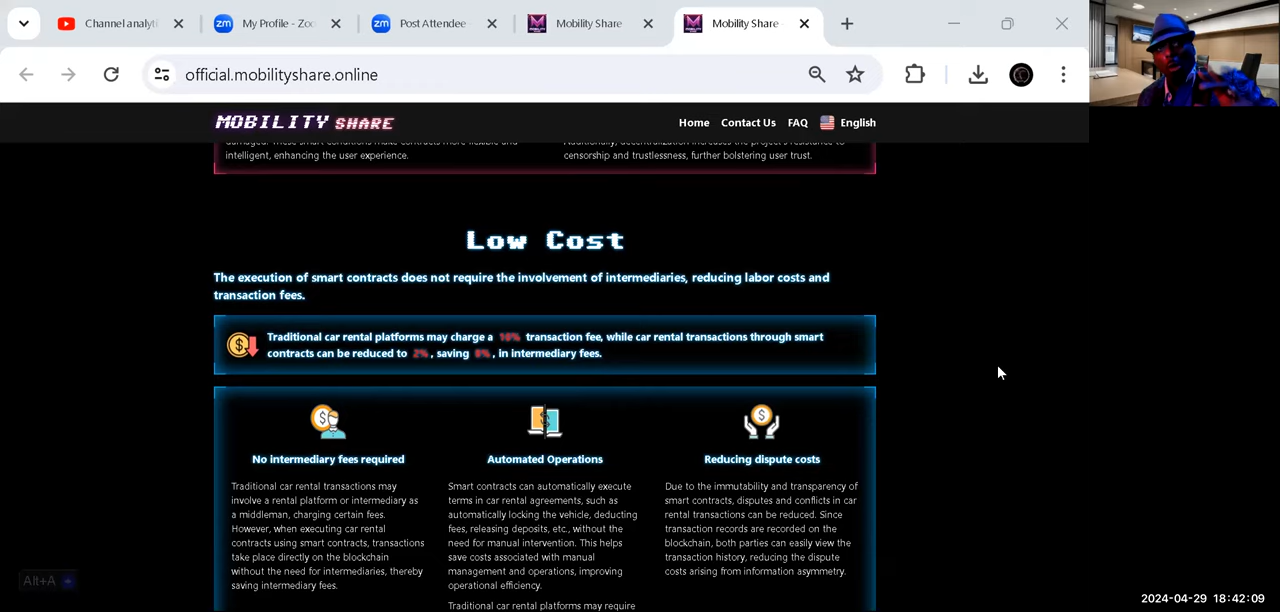 Channel analyti
My Profile - Zoo
Post Attendee
Mobility Share
Mobility Share
official.mobilityshare.online
MOBILITY SHARE
Home Contact Us FAQ English
intelligent, enhancing the user experience.
censorship and trustlessness, further bolstering user trust.
Low Cost
The execution of smart contracts does not require the involvement of intermediaries, reducing labor costs and
transaction fees.
Traditional car rental platforms may charge a 10% transaction fee, while car rental transactions through smart
contracts can be reduced to 2%, saving 8%, in intermediary fees.
No intermediary fees required
Traditional car rental transactions may
involve a rental platform or intermediary as
a middleman, charging certain fees.
However, when executing car rental
contracts using smart contracts, transactions
take place directly on the blockchain
without the need for intermediaries, thereby
saving intermediary fees.
Automated Operations
Smart contracts can automatically execute
terms in car rental agreements, such as
automatically locking the vehicle, deducting
fees, releasing deposits, etc., without the
need for manual intervention. This helps
save costs associated with manual
management and operations, improving
operational efficiency.
Traditional car rental platforms may require
Reducing dispute costs
Due to the immutability and transparency of
smart contracts, disputes and conflicts in car
rental transactions can be reduced. Since
transaction records are recorded on the
blockchain, both parties can easily view the
transaction history, reducing the dispute
costs arising from information asymmetry.
Alt+A
2024-04-29 18:42:09